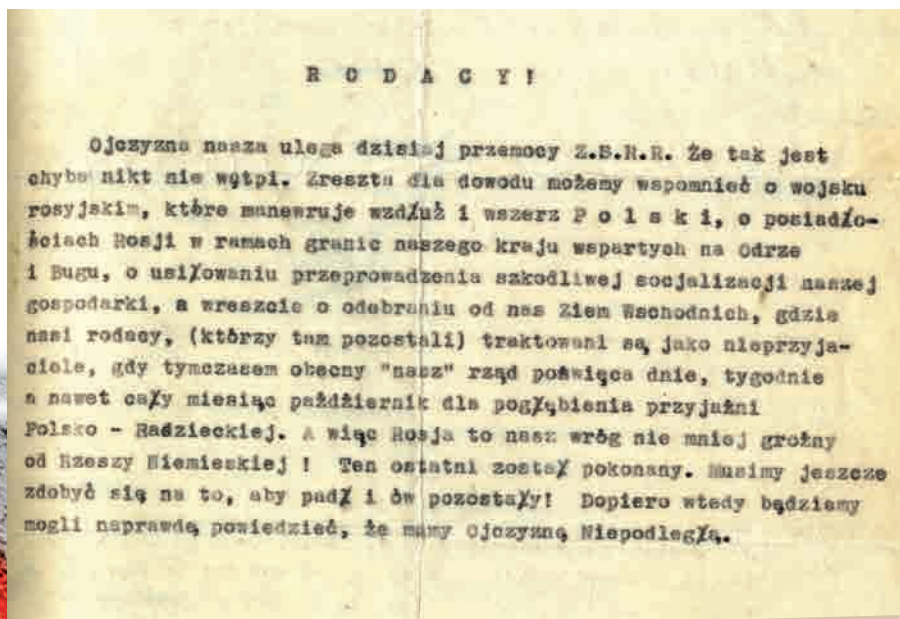 R O D A C Y !
Ojczyzna nasza ulega dzisiaj przemocy Z.S.R.R. Że tak jest
chyba nikt nie wątpi. Zresztą dla dowodu możemy wspomnieć o wojsku
rosyjskim, które manewruje wzdłuż i wszerz P o l s k i, o posiadło-
ściach Rosji w ramach granic naszego kraju wspartych na Odrze
i Bugu, o usiłowaniu przeprowadzenia szkodliwej socjalizacji naszej
gospodarki, a wreszcie o odebraniu od nas Ziem Wschodnich, gdzie
nasi rodacy, (którzy tam pozostali) traktowani są jako nieprzyja-
ciele, gdy tymczasem obecny "nasz" rząd poświęca dnie, tygodnie
a nawet cały miesiąc paźdźiernik dla pogłębienia przyjaźni
Polsko - Radzieckiej. A więc Rosja to nasz wróg nie mniej groźny
od Rzeszy Niemieskiej ! Ten ostatni został pokonany. Musimy jeszcze
zdobyć się na to, aby padł i ów pozostały! Dopiero wtedy będziemy
mogli naprawdę powiedzieć, że mamy Ojczyznę Niepodległą.